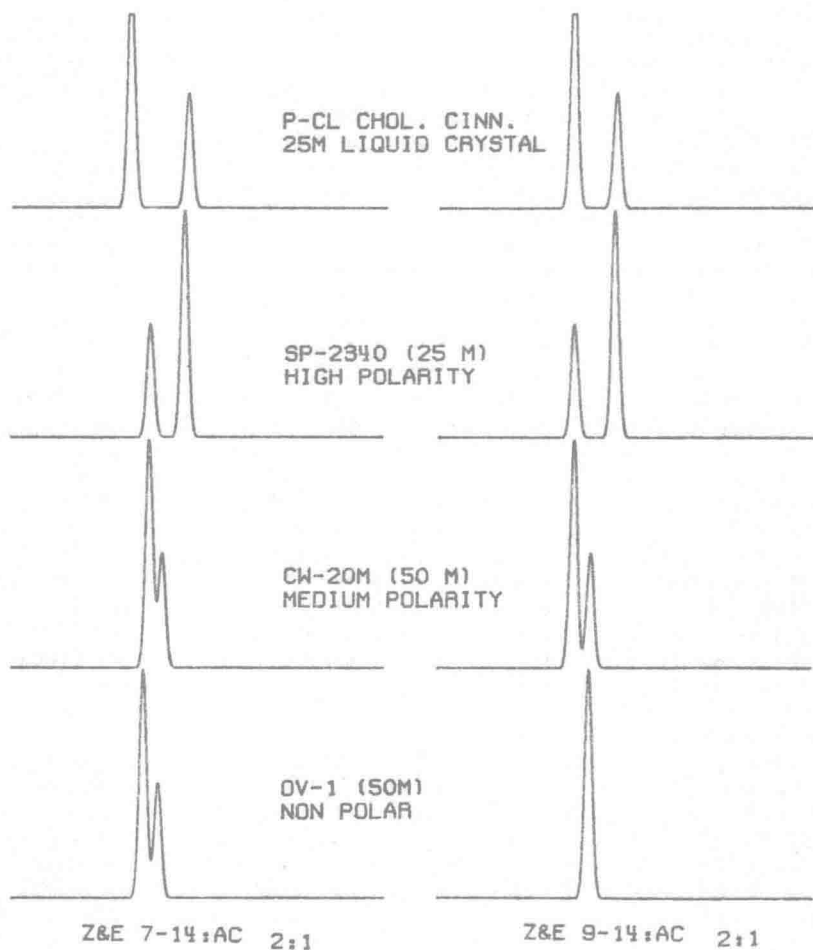 P-CL CHOL. CINN.
25M LIQUID CRYSTAL
SP-2340 (25 M)
HIGH POLARITY
CW-20M (50 M)
MEDIUM POLARITY
OV-1 (50M)
NON POLAR
Z&E 7-14:AC 2:1
Z&E 9-14:AC 2:1